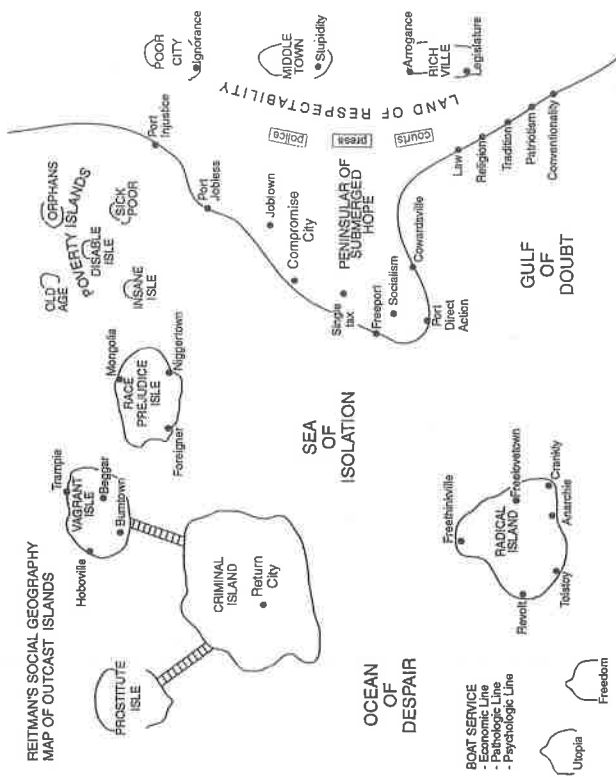 REITMAN'S SOCIAL GEOGRAPHY
MAP OF OUTCAST ISLANDS
Hoboville
Trampie
VAGRANT
ISLE
Beggar
Bumtown
Mongolia
RACE
PREJUDICE
ISLE
Niggertown
Foreigner
OLD
AGE
ORPHANS
POVERTY ISLANDS
DISABLE
ISLE
SICK
POOR
INSANE
ISLE
Port
Injustice
Port
Jobless
POOR
CITY
Ignorance
PROSTITUTE
ISLE
CRIMINAL
ISLAND
Return
City
SEA
OF
ISOLATION
Jobtown
Compromise
City
Single
tax
PENINSULAR OF
SUBMERGED
HOPE
Freeport
Socialism
Port
Direct
Action
Cowardsville
police
press
courts
LAND OF RESPECTABILITY
MIDDLE
TOWN
Stupidity
Arrogance
RICH
VILLE
Legislature
Law
Religion
Tradition
Patriotism
Conventionality
OCEAN
OF
DESPAIR
Freethinkville
RADICAL
ISLAND
Freelovetown
Crankly
Anarchie
Revolt
Tolstoy
GULF
OF
DOUBT
BOAT SERVICE
- Economic Line
- Pathologic Line
- Psychologic Line
Utopia
Freedom